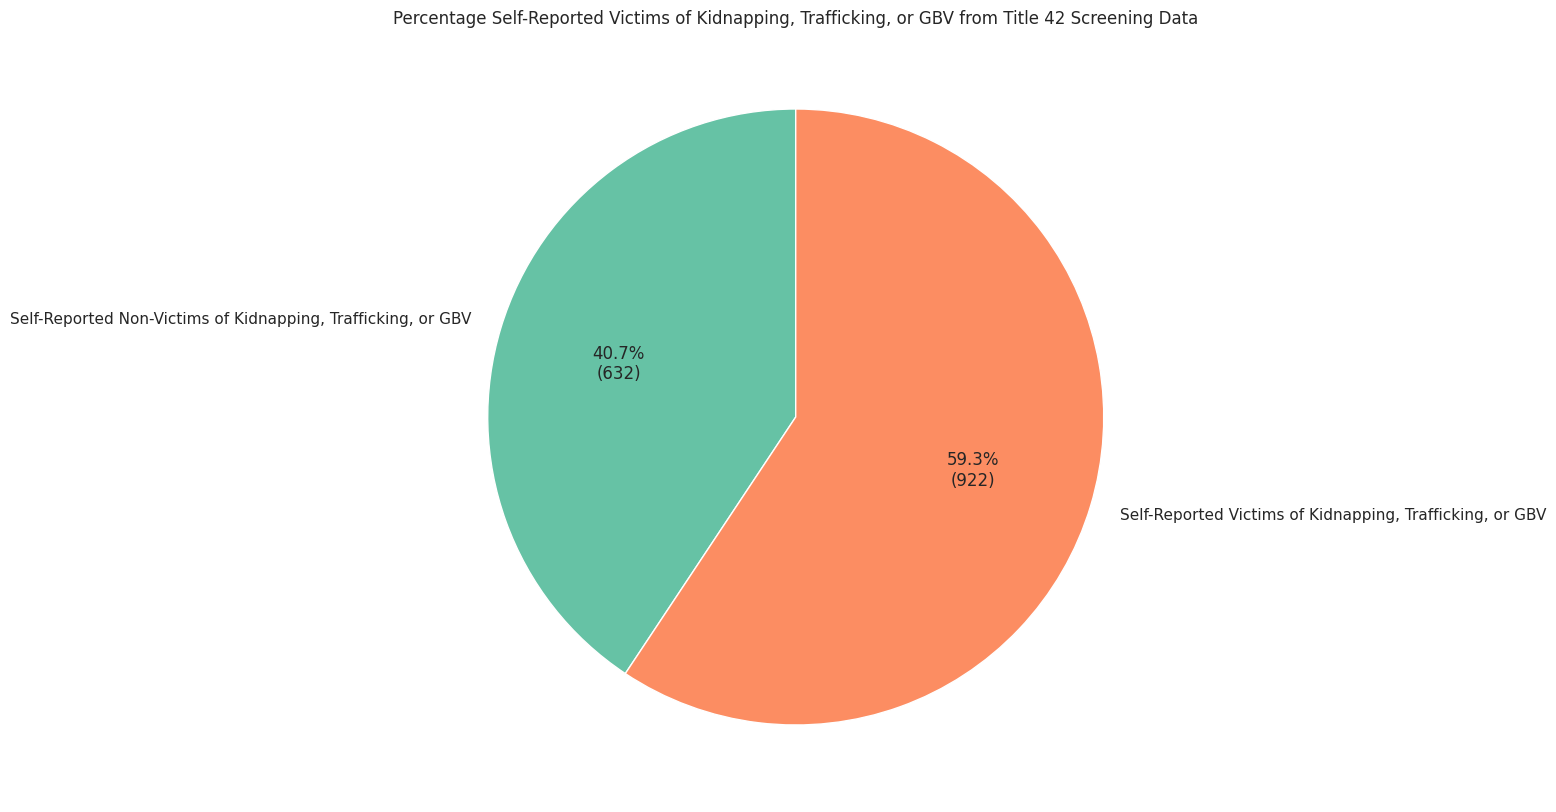 Percentage Self-Reported Victims of Kidnapping, Trafficking, or GBV from Title 42 Screening Data
Self-Reported Non-Victims of Kidnapping, Trafficking, or GBV
40.7%
(632)
59.3%
(922)
Self-Reported Victims of Kidnapping, Trafficking, or GBV